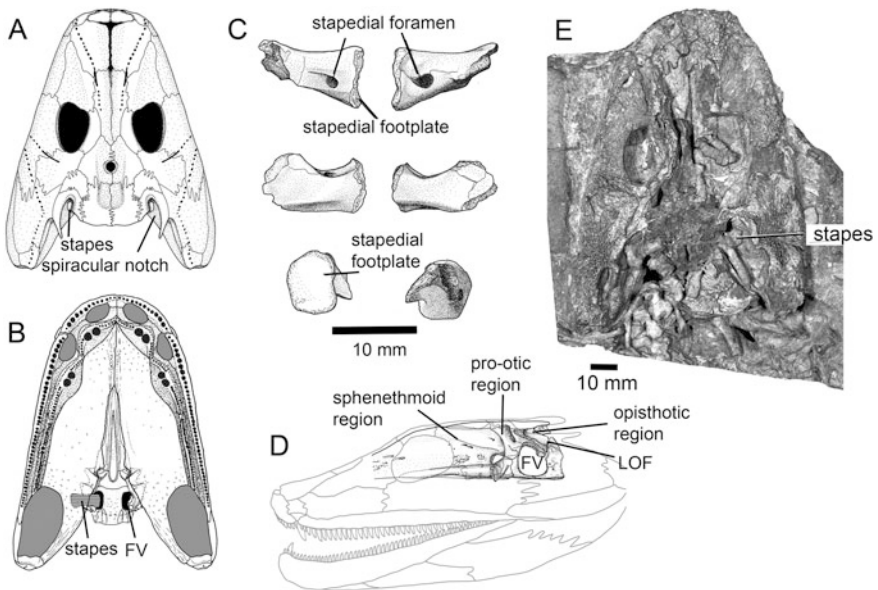 A
stapes
spiracular notch
B
stapes
FV
C
stapedial foramen
stapedial footplate
stapedial
footplate
10 mm
D
sphenethmoid
region
pro-otic
region
opisthotic
region
LOF
FV
E
stapes
10 mm